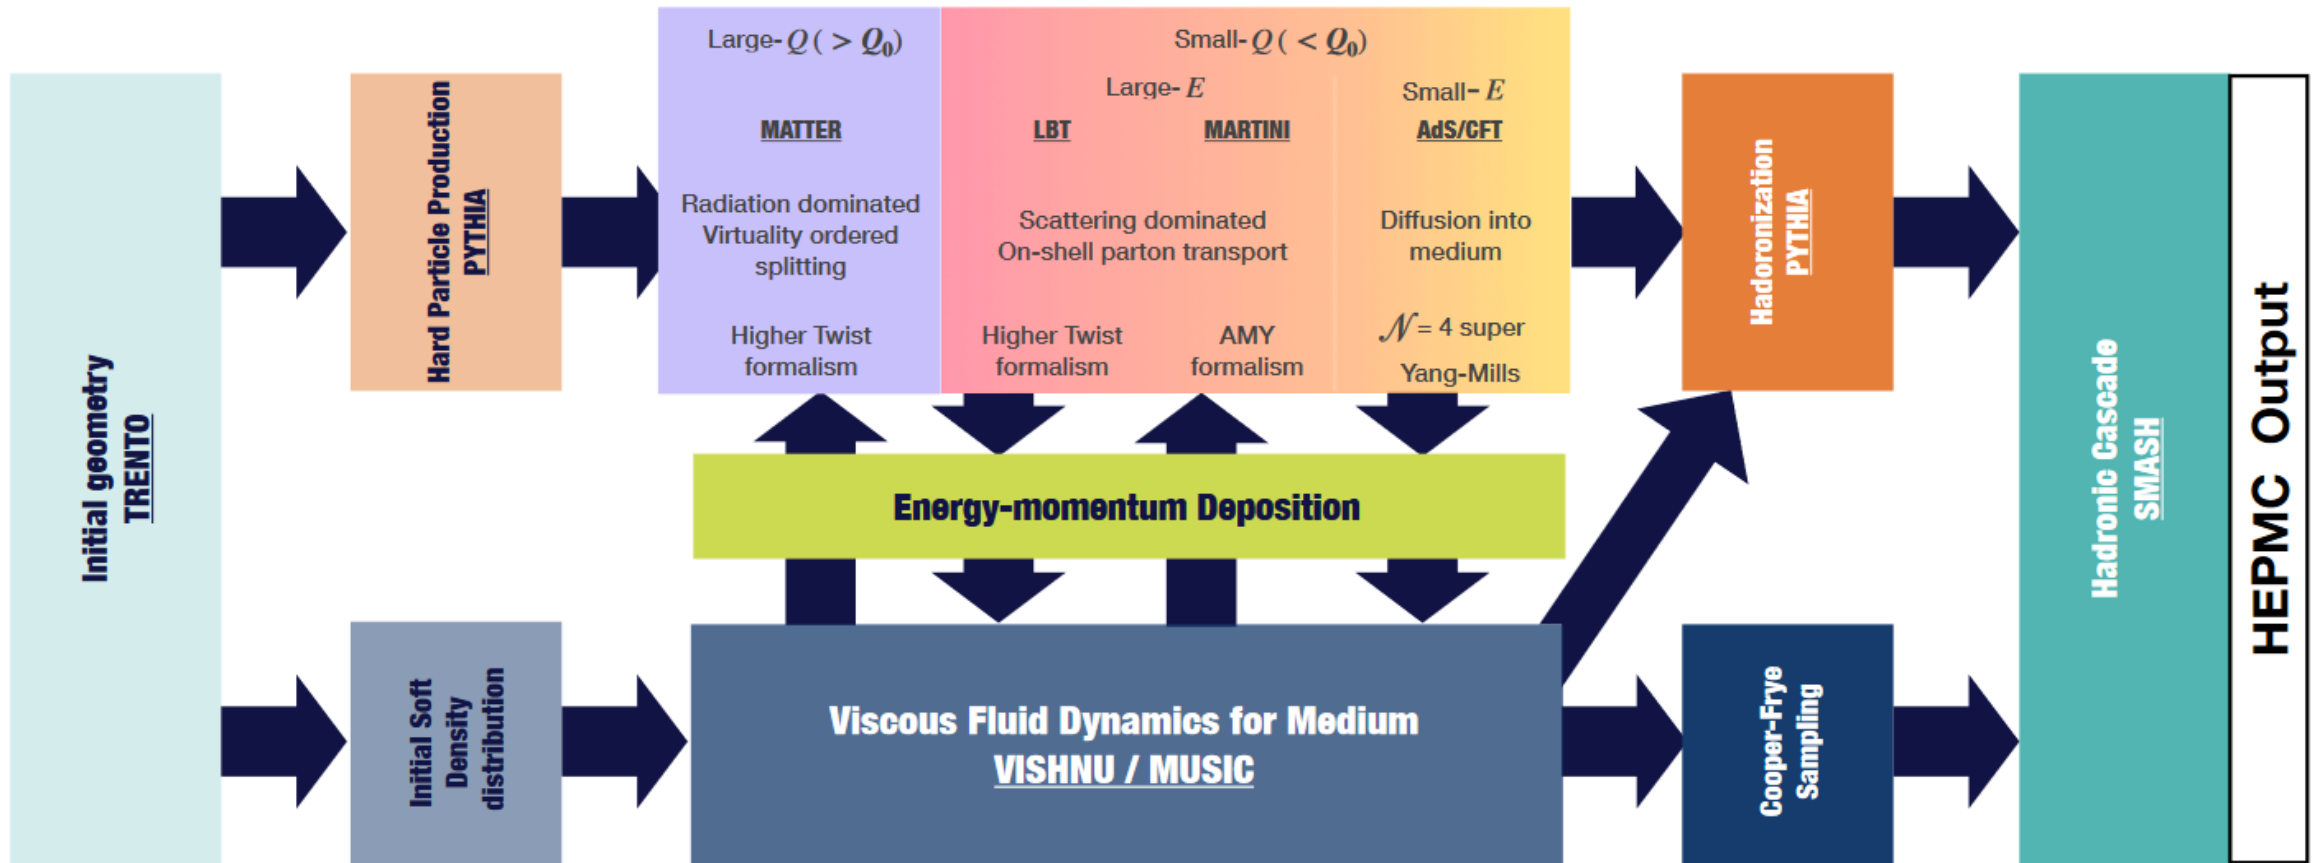 Initial geometry
TRENTO
Hard Particle Production
PYTHIA
Initial Soft
Density
distribution
Large- Q ( > Q₀)
MATTER
Radiation dominated
Virtuality ordered
splitting
Higher Twist
formalism
Small-Q ( < Q₀)
Large- E
LBT
MARTINI
Scattering dominated
On-shell parton transport
Higher Twist
formalism
AMY
formalism
Small- E
AdS/CFT
Diffusion into
medium
𝒩 = 4 super
Yang-Mills
Energy-momentum Deposition
Viscous Fluid Dynamics for Medium
VISHNU / MUSIC
Hadoronization
PYTHIA
Cooper-Frye
Sampling
Hadronic Cascade
SMASH
HEPMC Output